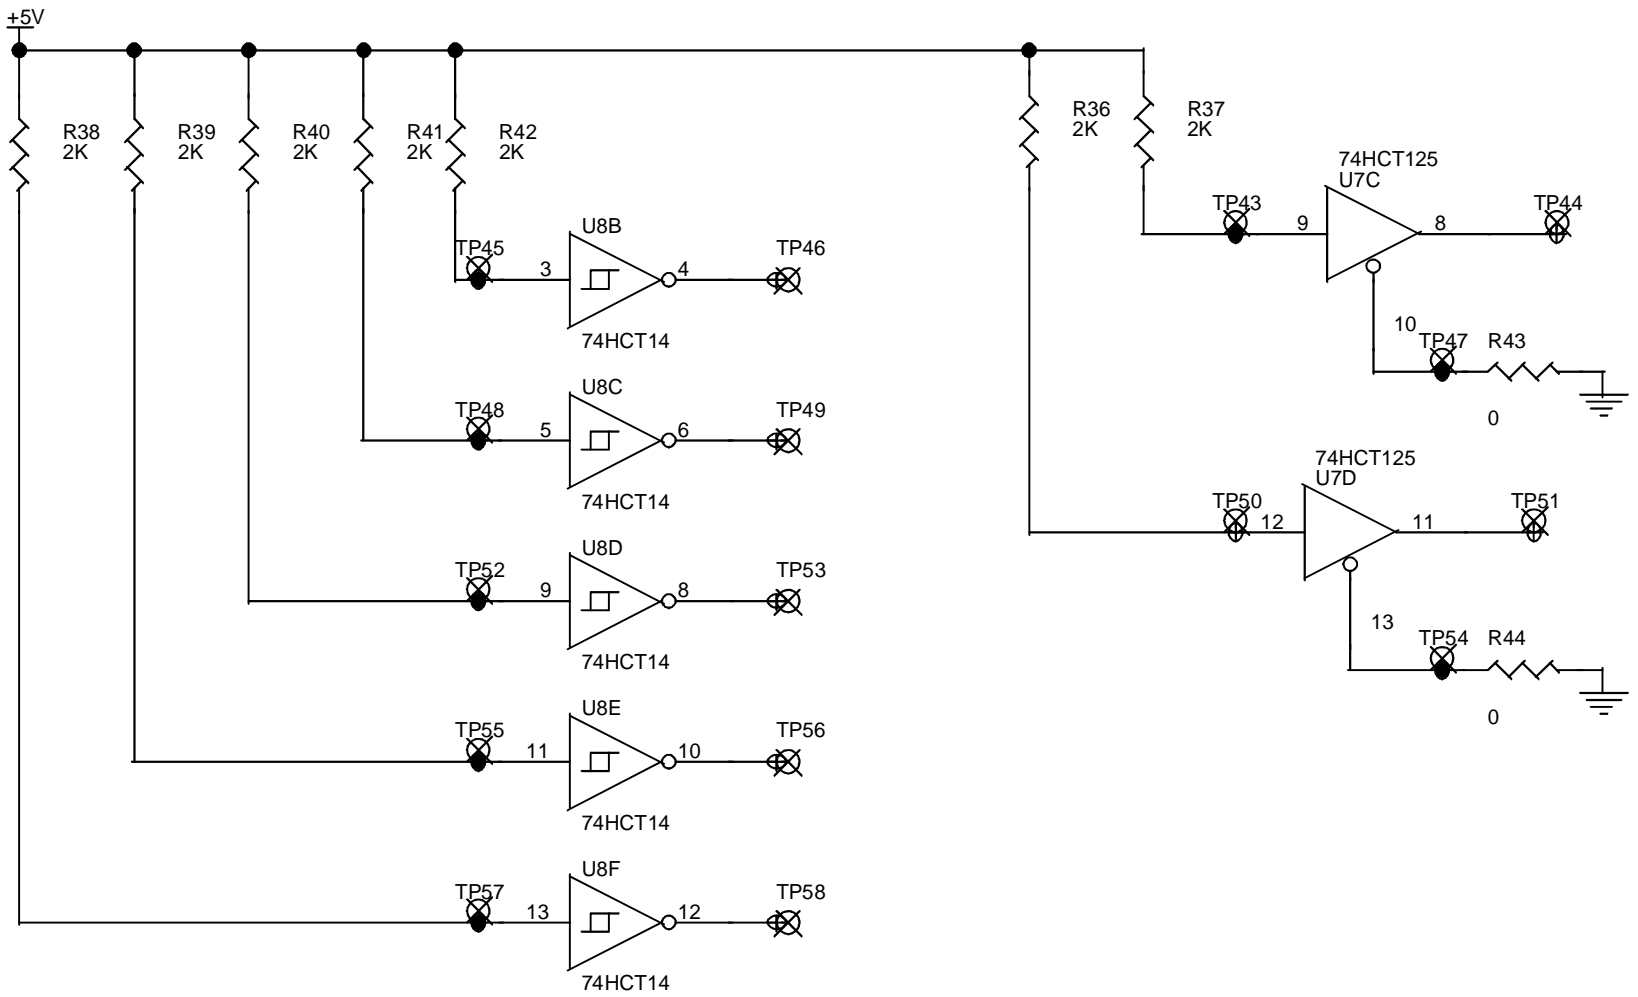 +5V
R38
2K
R39
2K
R40
2K
R41
2K
R42
2K
R36
2K
R37
2K
74HCT125
U7C
TP43
9
8
TP44
10
TP47
R43
0
U8B
TP45
3
4
TP46
74HCT14
U8C
TP48
5
6
TP49
74HCT14
74HCT125
U7D
TP50
12
11
TP51
13
TP54
R44
0
U8D
TP52
9
8
TP53
74HCT14
U8E
TP55
11
10
TP56
74HCT14
U8F
TP57
13
12
TP58
74HCT14